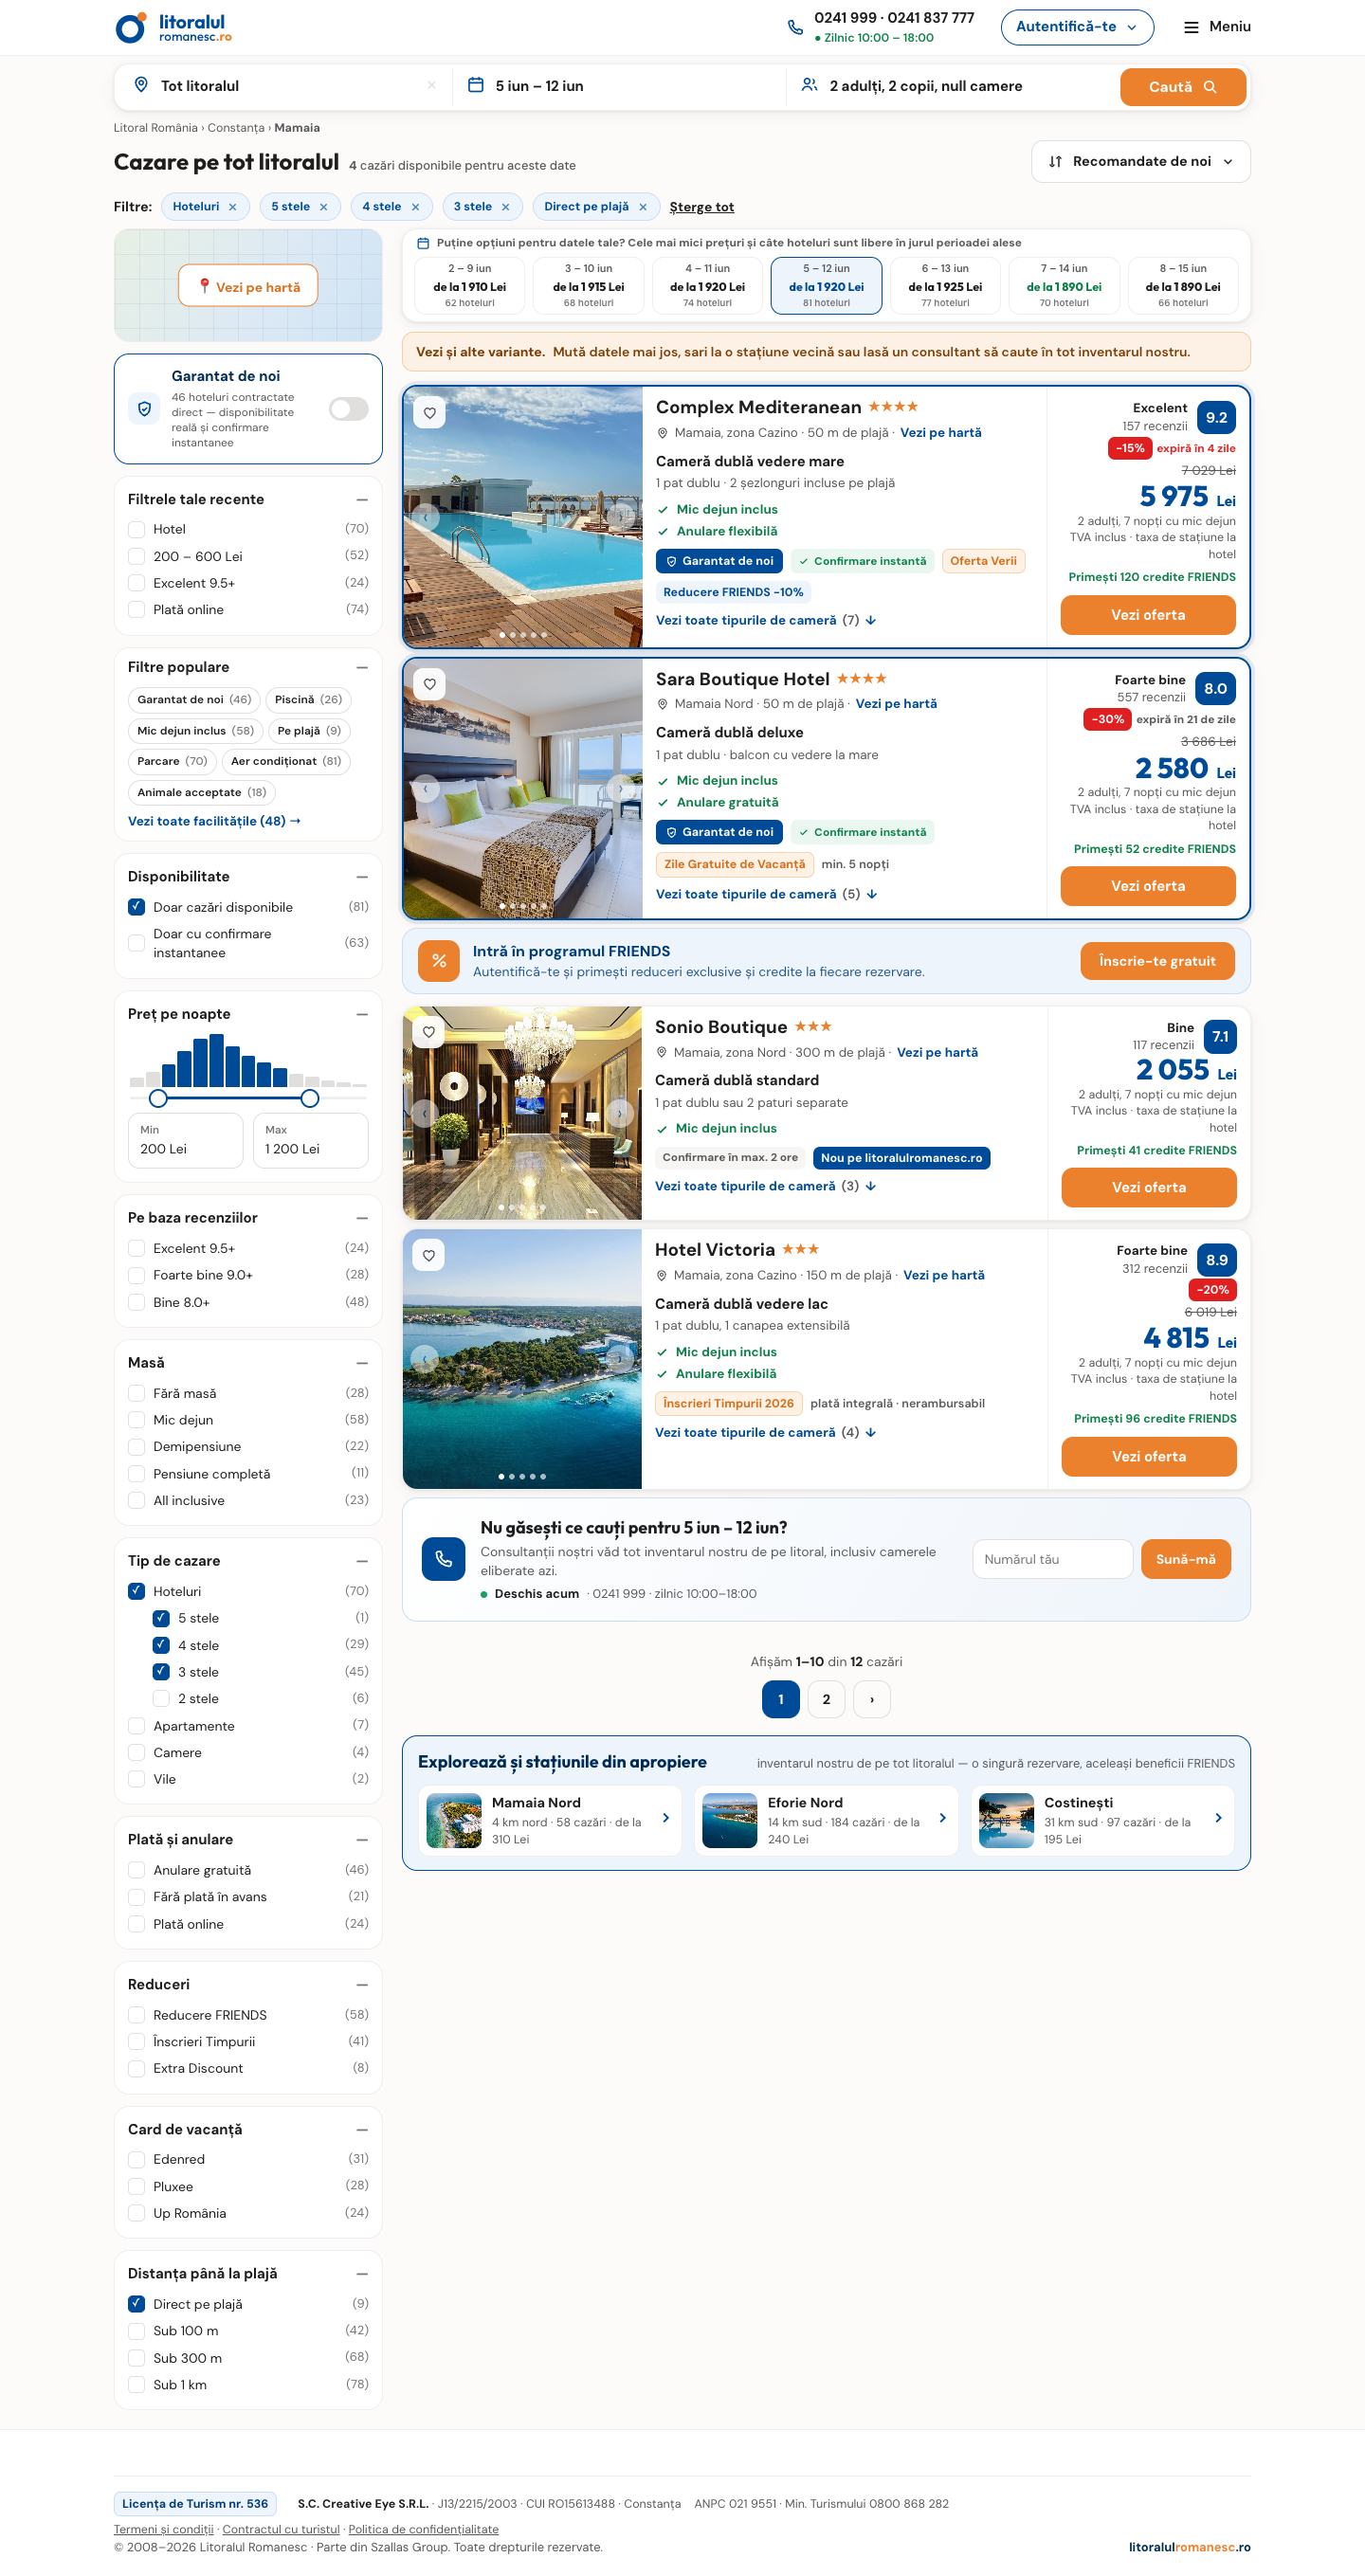 litoralul
romanesc.ro
0241 999 · 0241 837 777
● Zilnic 10:00 – 18:00
Autentifică-te
Meniu
Tot litoralul
5 iun – 12 iun
2 adulți, 2 copii, null camere
Caută
Litoral România › Constanța › Mamaia
Cazare pe tot litoralul 4 cazări disponibile pentru aceste date
Recomandate de noi
Filtre: Hoteluri × 5 stele × 4 stele × 3 stele × Direct pe plajă × Șterge tot
Vezi pe hartă
Garantat de noi
46 hoteluri contractate
direct — disponibilitate
reală și confirmare
instantanee
Filtrele tale recente
Hotel (70)
200 – 600 Lei (52)
Excelent 9.5+ (24)
Plată online (74)
Filtre populare
Garantat de noi (46) Piscină (26)
Mic dejun inclus (58) Pe plajă (9)
Parcare (70) Aer condiționat (81)
Animale acceptate (18)
Vezi toate facilitățile (48) →
Disponibilitate
Doar cazări disponibile (81)
Doar cu confirmare
instantanee (63)
Preț pe noapte
Min
200 Lei
Max
1 200 Lei
Pe baza recenziilor
Excelent 9.5+ (24)
Foarte bine 9.0+ (28)
Bine 8.0+ (48)
Masă
Fără masă (28)
Mic dejun (58)
Demipensiune (22)
Pensiune completă (11)
All inclusive (23)
Tip de cazare
Hoteluri (70)
5 stele (1)
4 stele (29)
3 stele (45)
2 stele (6)
Apartamente (7)
Camere (4)
Vile (2)
Plată și anulare
Anulare gratuită (46)
Fără plată în avans (21)
Plată online (24)
Reduceri
Reducere FRIENDS (58)
Înscrieri Timpurii (41)
Extra Discount (8)
Card de vacanță
Edenred (31)
Pluxee (28)
Up România (24)
Distanța până la plajă
Direct pe plajă (9)
Sub 100 m (42)
Sub 300 m (68)
Sub 1 km (78)
Puține opțiuni pentru datele tale? Cele mai mici prețuri și câte hoteluri sunt libere în jurul perioadei alese
2 – 9 iun
de la 1 910 Lei
62 hoteluri
3 – 10 iun
de la 1 915 Lei
68 hoteluri
4 – 11 iun
de la 1 920 Lei
74 hoteluri
5 – 12 iun
de la 1 920 Lei
81 hoteluri
6 – 13 iun
de la 1 925 Lei
77 hoteluri
7 – 14 iun
de la 1 890 Lei
70 hoteluri
8 – 15 iun
de la 1 890 Lei
66 hoteluri
Vezi și alte variante. Mută datele mai jos, sari la o stațiune vecină sau lasă un consultant să caute în tot inventarul nostru.
Complex Mediteranean ★★★★
Mamaia, zona Cazino · 50 m de plajă · Vezi pe hartă
Cameră dublă vedere mare
1 pat dublu · 2 șezlonguri incluse pe plajă
Mic dejun inclus
Anulare flexibilă
Garantat de noi Confirmare instantă Oferta Verii
Reducere FRIENDS -10%
Vezi toate tipurile de cameră (7) ↓
Excelent
157 recenzii
9.2
-15% expiră în 4 zile
7 029 Lei
5 975 Lei
2 adulți, 7 nopți cu mic dejun
TVA inclus · taxa de stațiune la
hotel
Primești 120 credite FRIENDS
Vezi oferta
Sara Boutique Hotel ★★★★
Mamaia Nord · 50 m de plajă · Vezi pe hartă
Cameră dublă deluxe
1 pat dublu · balcon cu vedere la mare
Mic dejun inclus
Anulare gratuită
Garantat de noi Confirmare instantă
Zile Gratuite de Vacanță min. 5 nopți
Vezi toate tipurile de cameră (5) ↓
Foarte bine
557 recenzii
8.0
-30% expiră în 21 de zile
3 686 Lei
2 580 Lei
2 adulți, 7 nopți cu mic dejun
TVA inclus · taxa de stațiune la
hotel
Primești 52 credite FRIENDS
Vezi oferta
Intră în programul FRIENDS
Autentifică-te și primești reduceri exclusive și credite la fiecare rezervare.
Înscrie-te gratuit
Sonio Boutique ★★★
Mamaia, zona Nord · 300 m de plajă · Vezi pe hartă
Cameră dublă standard
1 pat dublu sau 2 paturi separate
Mic dejun inclus
Confirmare în max. 2 ore Nou pe litoralulromanesc.ro
Vezi toate tipurile de cameră (3) ↓
Bine
117 recenzii
7.1
2 055 Lei
2 adulți, 7 nopți cu mic dejun
TVA inclus · taxa de stațiune la
hotel
Primești 41 credite FRIENDS
Vezi oferta
Hotel Victoria ★★★
Mamaia, zona Cazino · 150 m de plajă · Vezi pe hartă
Cameră dublă vedere lac
1 pat dublu, 1 canapea extensibilă
Mic dejun inclus
Anulare flexibilă
Înscrieri Timpurii 2026 plată integrală · nerambursabil
Vezi toate tipurile de cameră (4) ↓
Foarte bine
312 recenzii
8.9
-20%
6 019 Lei
4 815 Lei
2 adulți, 7 nopți cu mic dejun
TVA inclus · taxa de stațiune la
hotel
Primești 96 credite FRIENDS
Vezi oferta
Nu găsești ce cauți pentru 5 iun – 12 iun?
Consultanții noștri văd tot inventarul nostru de pe litoral, inclusiv camerele
eliberate azi.
Deschis acum · 0241 999 · zilnic 10:00–18:00
Numărul tău
Sună-mă
Afișăm 1–10 din 12 cazări
1 2 ›
Explorează și stațiunile din apropiere
inventarul nostru de pe tot litoralul — o singură rezervare, aceleași beneficii FRIENDS
Mamaia Nord
4 km nord · 58 cazări · de la
310 Lei
Eforie Nord
14 km sud · 184 cazări · de la
240 Lei
Costinești
31 km sud · 97 cazări · de la
195 Lei
Licența de Turism nr. 536 S.C. Creative Eye S.R.L. · J13/2215/2003 · CUI RO15613488 · Constanța ANPC 021 9551 · Min. Turismului 0800 868 282
Termeni și condiții · Contractul cu turistul · Politica de confidențialitate
© 2008–2026 Litoralul Romanesc · Parte din Szallas Group. Toate drepturile rezervate.
litoralulromanesc.ro